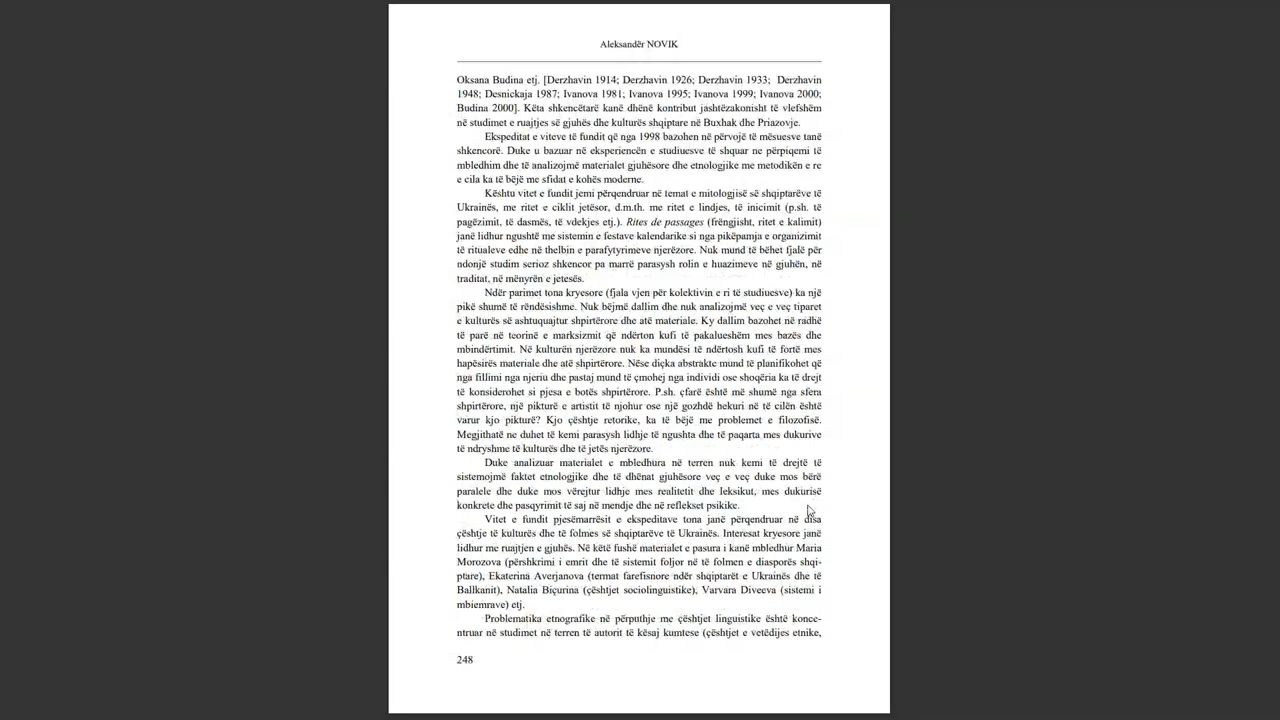 Aleksandër NOVIK
Oksana Budina etj. [Derzhavin 1914; Derzhavin 1926; Derzhavin 1933; Derzhavin
1948; Desnickaja 1987; Ivanova 1981; Ivanova 1995; Ivanova 1999; Ivanova 2000;
Budina 2000]. Këta shkencëtarë kanë dhënë kontribut jashtëzakonisht të vlefshëm
në studimet e ruajtjes së gjuhës dhe kulturës shqiptare në Buxhak dhe Priazovje.
Ekspeditat e viteve të fundit që nga 1998 bazohen në përvojë të mësuesve tanë
shkencorë. Duke u bazuar në eksperiencën e studiuesve të shquar ne përpiqemi të
mbledhim dhe të analizojmë materialet gjuhësore dhe etnologjike me metodikën e re
e cila ka të bëjë me sfidat e kohës moderne.
Kështu vitet e fundit jemi përqendruar në temat e mitologjisë së shqiptarëve të
Ukrainës, me ritet e ciklit jetësor, d.m.th. me ritet e lindjes, të inicimit (p.sh. të
pagëzimit, të dasmës, të vdekjes etj.). Rites de passages (frëngjisht, ritet e kalimit)
janë lidhur ngushtë me sistemin e festave kalendarike si nga pikëpamja e organizimit
të ritualeve edhe në thelbin e parafytyrimeve njerëzore. Nuk mund të bëhet fjalë për
ndonjë studim serioz shkencor pa marrë parasysh rolin e huazimeve në gjuhën, në
traditat, në mënyrën e jetesës.
Ndër parimet tona kryesore (fjala vjen për kolektivin e ri të studiuesve) ka një
pikë shumë të rëndësishme. Nuk bëjmë dallim dhe nuk analizojmë veç e veç tiparet
e kulturës së ashtuquajtur shpirtërore dhe atë materiale. Ky dallim bazohet në radhë
të parë në teorinë e marksizmit që ndërton kufi të pakalueshëm mes bazës dhe
mbindërtimit. Në kulturën njerëzore nuk ka mundësi të ndërtosh kufi të fortë mes
hapësirës materiale dhe atë shpirtërore. Nëse diçka abstrakte mund të planifikohet që
nga fillimi nga njeriu dhe pastaj mund të çmohej nga individi ose shoqëria ka të drejt
të konsiderohet si pjesa e botës shpirtërore. P.sh. çfarë është më shumë nga sfera
shpirtërore, një pikturë e artistit të njohur ose një gozhdë hekuri në të cilën është
varur kjo pikturë? Kjo çështje retorike, ka të bëjë me problemet e filozofisë.
Megjithatë ne duhet të kemi parasysh lidhje të ngushta dhe të paqarta mes dukurive
të ndryshme të kulturës dhe të jetës njerëzore.
Duke analizuar materialet e mbledhura në terren nuk kemi të drejtë të
sistemojmë faktet etnologjike dhe të dhënat gjuhësore veç e veç duke mos bërë
paralele dhe duke mos vërejtur lidhje mes realitetit dhe leksikut, mes dukurisë
konkrete dhe pasqyrimit të saj në mendje dhe në reflekset psikike.
Vitet e fundit pjesëmarrësit e ekspeditave tona janë përqendruar në disa
çështje të kulturës dhe të folmes së shqiptarëve të Ukrainës. Interesat kryesore janë
lidhur me ruajtjen e gjuhës. Në këtë fushë materialet e pasura i kanë mbledhur Maria
Morozova (përshkrimi i emrit dhe të sistemit foljor në të folmen e diasporës shqi-
ptare), Ekaterina Averjanova (termat farefisnore ndër shqiptarët e Ukrainës dhe të
Ballkanit), Natalia Biçurina (çështjet sociolinguistike), Varvara Diveeva (sistemi i
mbiemrave) etj.
Problematika etnografike në përputhje me çështjet linguistike është konce-
ntruar në studimet në terren të autorit të kësaj kumtese (çështjet e vetëdijes etnike,
248